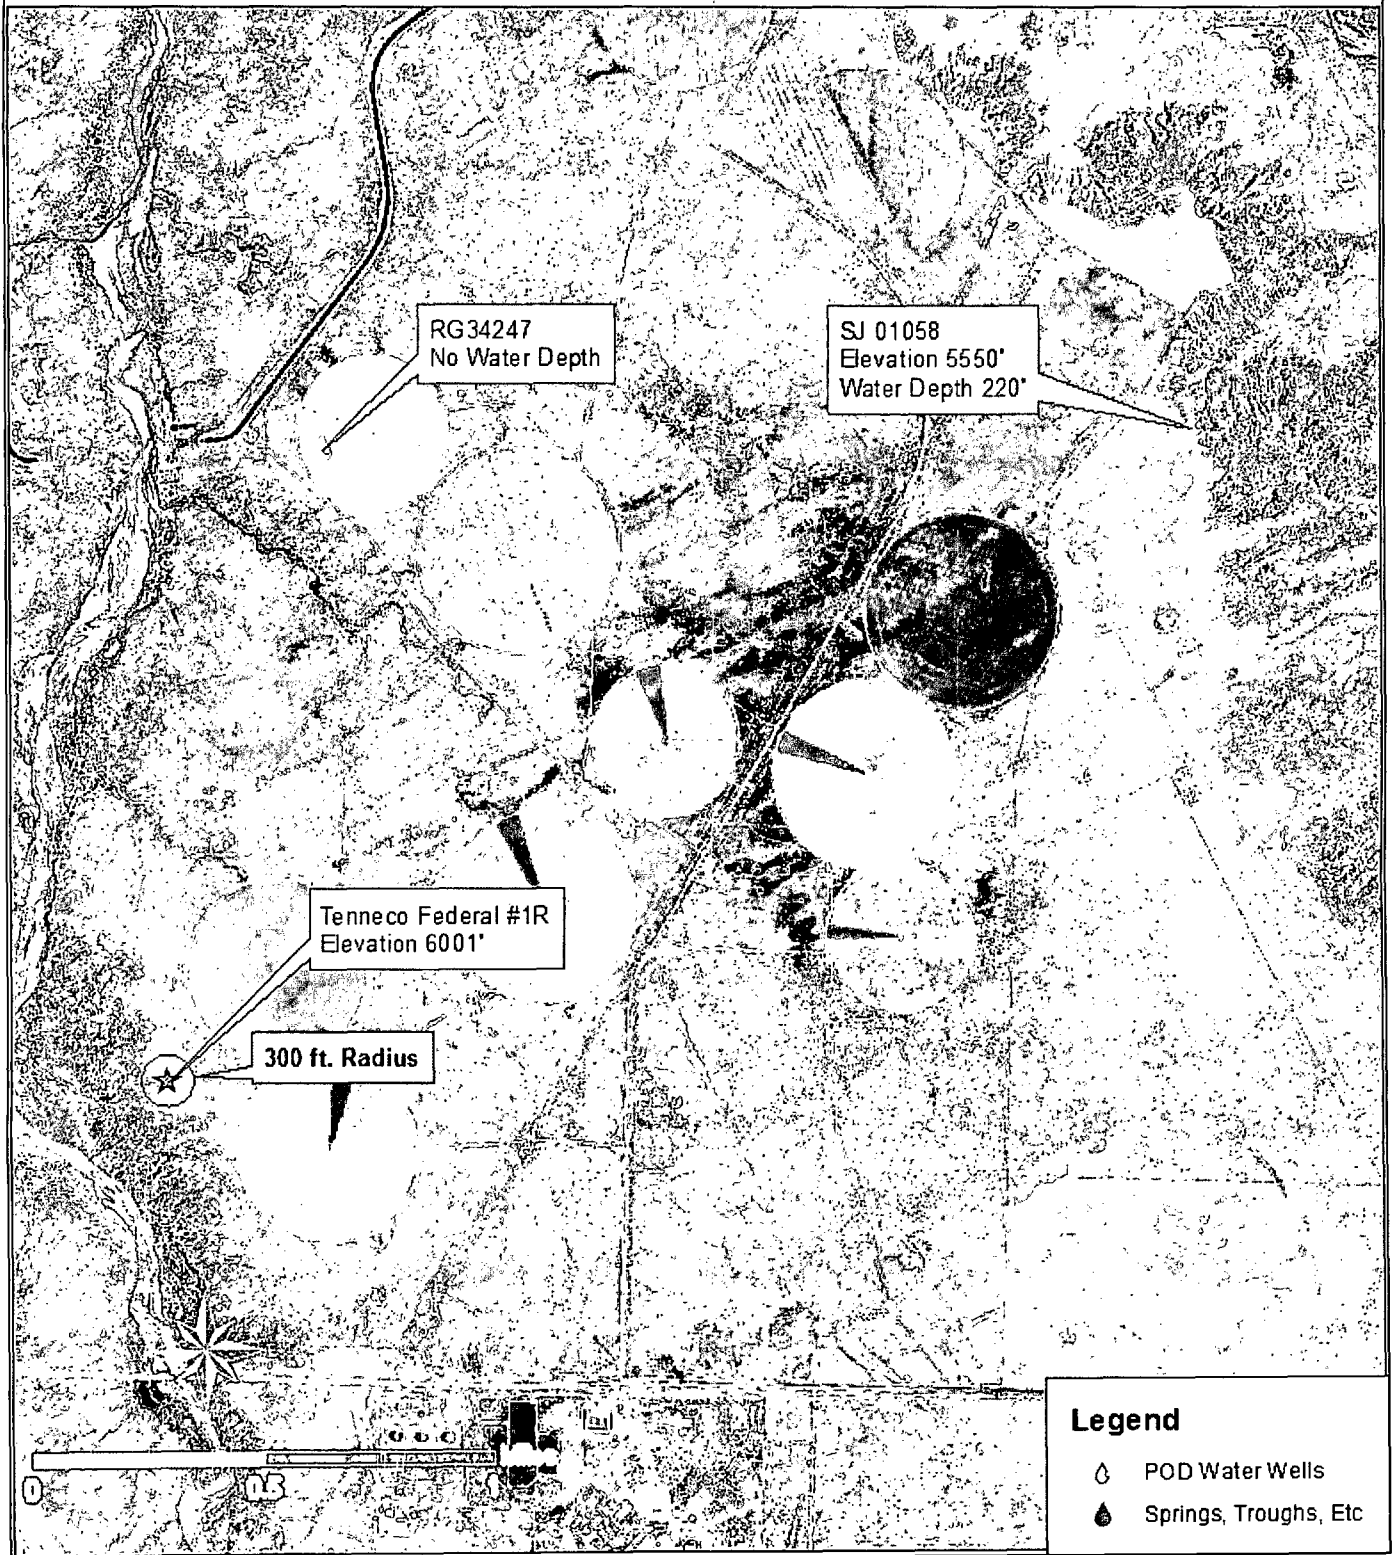 RG34247
No Water Depth
SJ 01058
Elevation 5550'
Water Depth 220'
Tenneco Federal #1R
Elevation 6001'
300 ft. Radius
0 0.5 1
Legend
POD Water Wells
Springs, Troughs, Etc